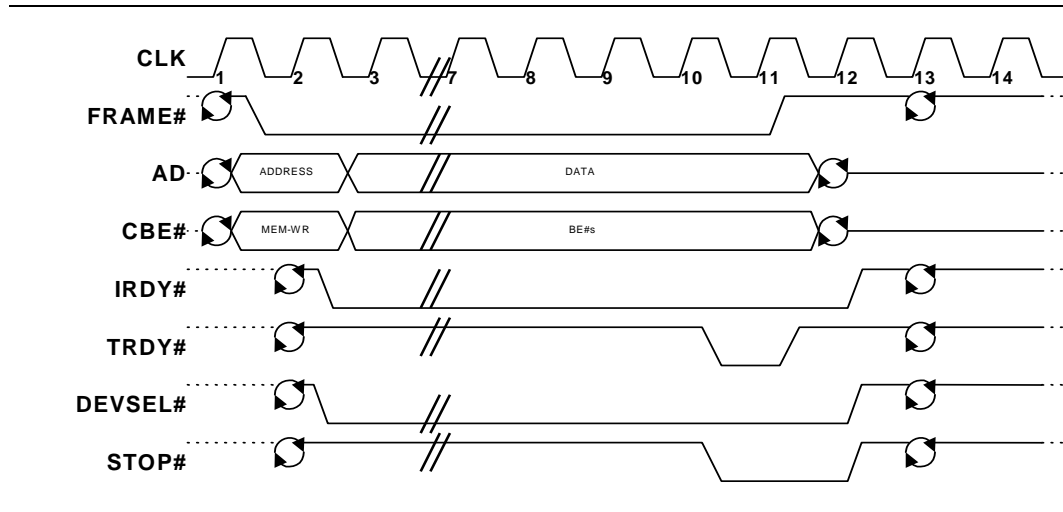 CLK
1 2 3 7 8 9 10 11 12 13 14
FRAME#
AD ADDRESS DATA
CBE# MEM-WR BE#s
IRDY#
TRDY#
DEVSEL#
STOP#